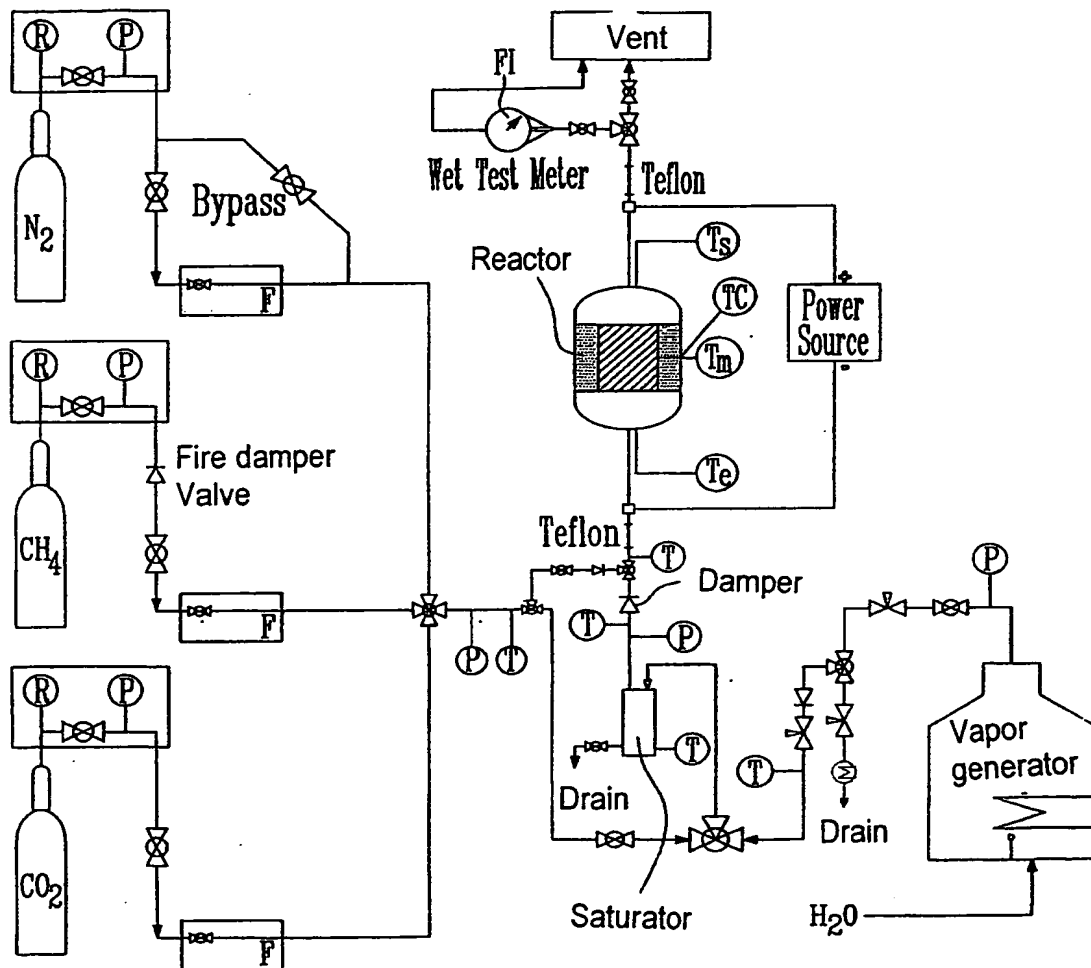 R
P
N2
Bypass
F
R
P
Fire damper
Valve
CH4
F
R
P
CO2
F
Vent
FI
Wet Test Meter
Teflon
Reactor
Ts
TC
Tm
Te
+
Power
Source
-
Teflon
T
Damper
T
P
P
T
T
Drain
Saturator
T
M
Drain
P
Vapor
generator
H2O